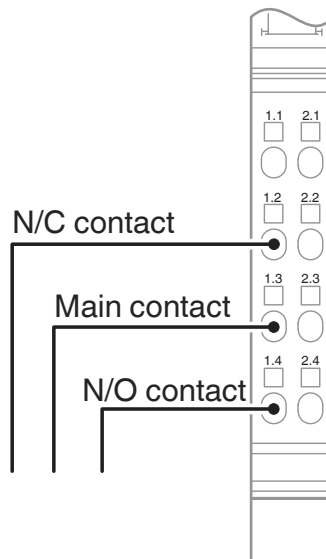 1.1 2.1
1.2 2.2
N/C contact
1.3 2.3
Main contact
1.4 2.4
N/O contact